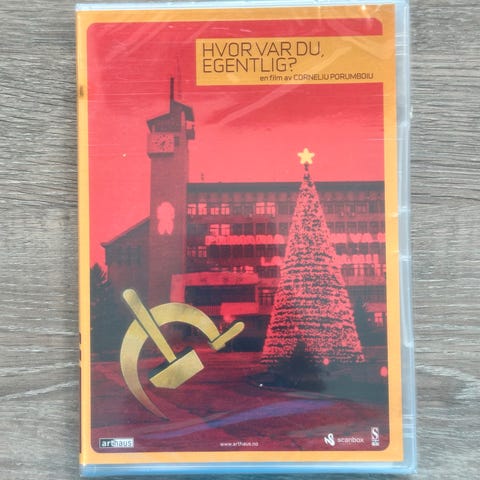 HVOR VAR DU,
EGENTLIG?
en film av CORNELIU PORUMBOIU
arthaus
www.arthaus.no
scanbox
S